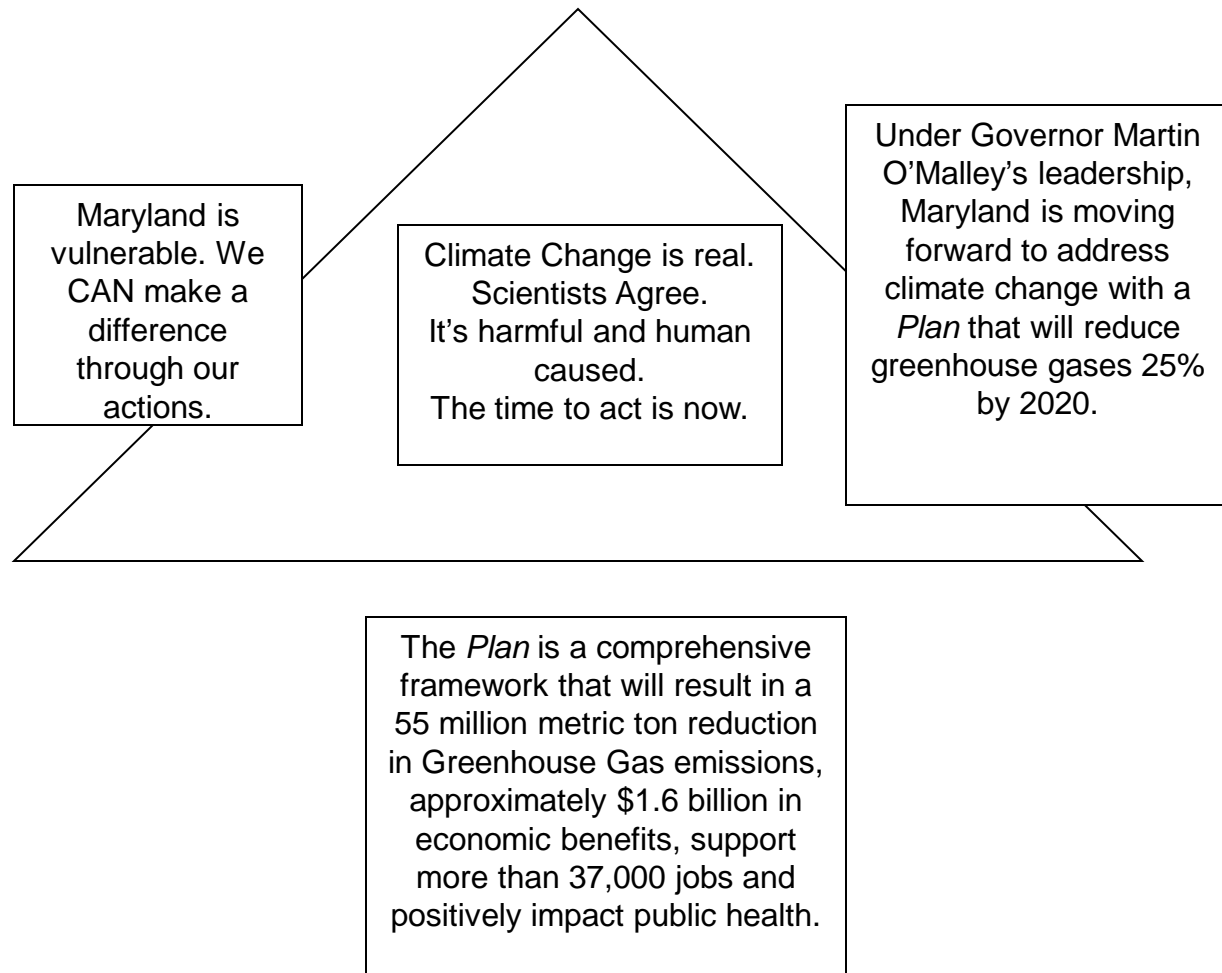 Maryland is
vulnerable. We
CAN make a
difference
through our
actions.
Climate Change is real.
Scientists Agree.
It’s harmful and human
caused.
The time to act is now.
Under Governor Martin
O’Malley’s leadership,
Maryland is moving
forward to address
climate change with a
Plan that will reduce
greenhouse gases 25%
by 2020.
The Plan is a comprehensive
framework that will result in a
55 million metric ton reduction
in Greenhouse Gas emissions,
approximately $1.6 billion in
economic benefits, support
more than 37,000 jobs and
positively impact public health.